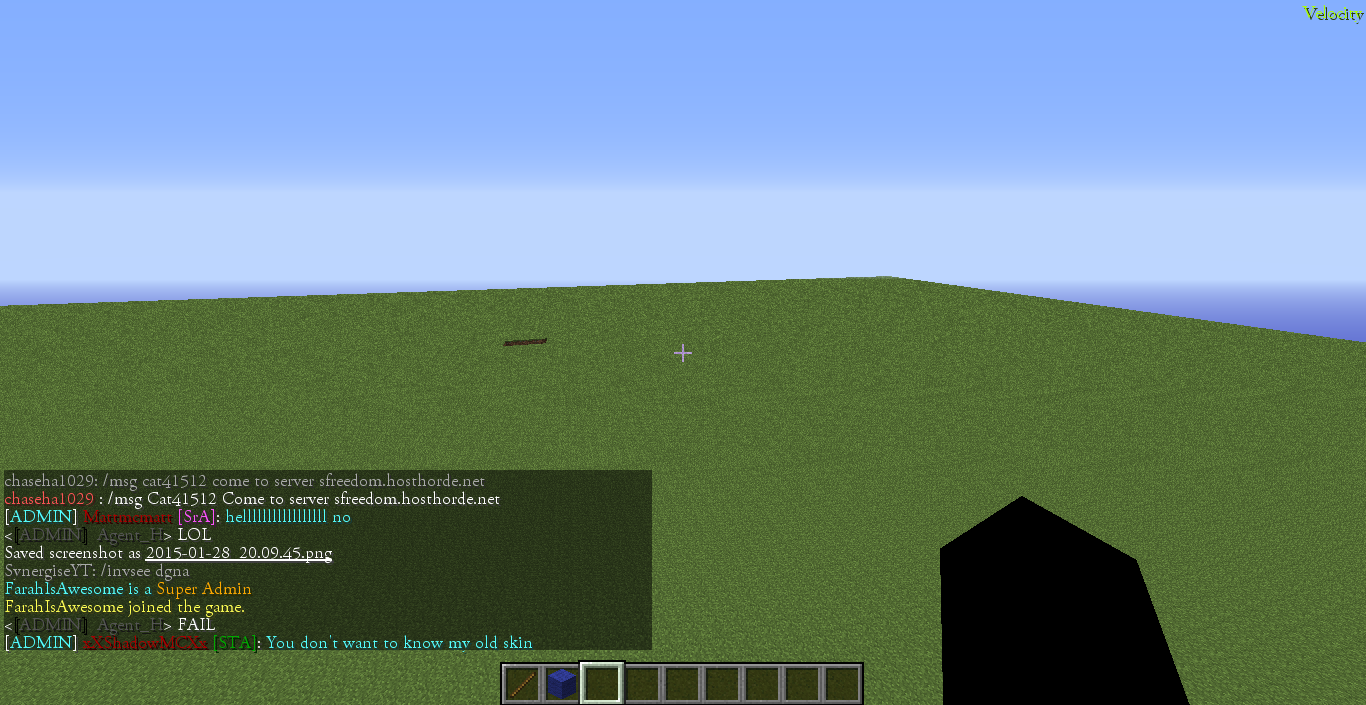 Velocity
chaseha1029: /msg cat41512 come to server sfreedom.hosthorde.net
chaseha1029 : /msg Cat41512 Come to server sfreedom.hosthorde.net
[ADMIN] Mattmcmatt [SrA]: helllllllllllllllll no
<[ADMIN] Agent_H> LOL
Saved screenshot as 2015-01-28_20.09.45.png
SynergiseYT: /invsee dgna
FarahIsAwesome is a Super Admin
FarahIsAwesome joined the game.
<[ADMIN] Agent_H> FAIL
[ADMIN] xXShadowMCXx [STA]: You don't want to know my old skin